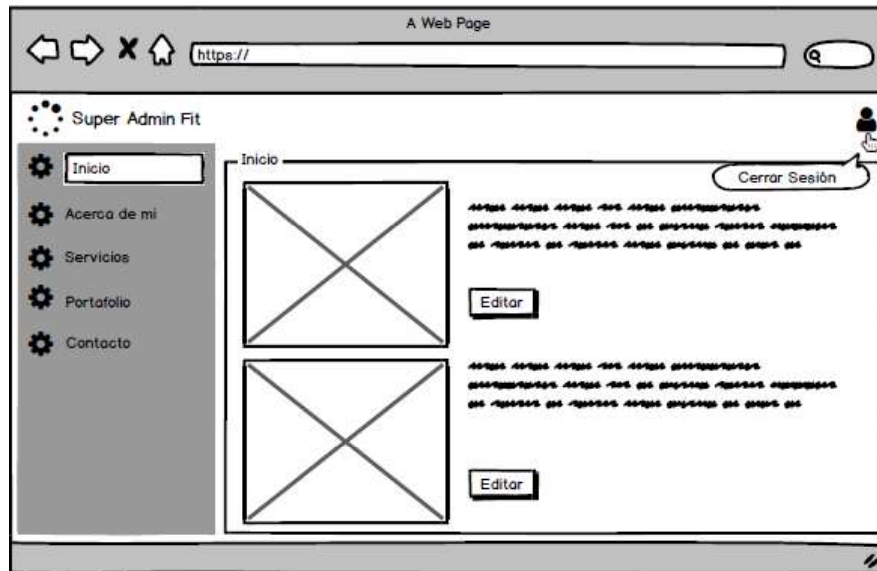 A Web Page
https://
Super Admin Fit
Inicio
Acerca de mi
Servicios
Portafolio
Contacto
Inicio
Cerrar Sesión
Editar
Editar